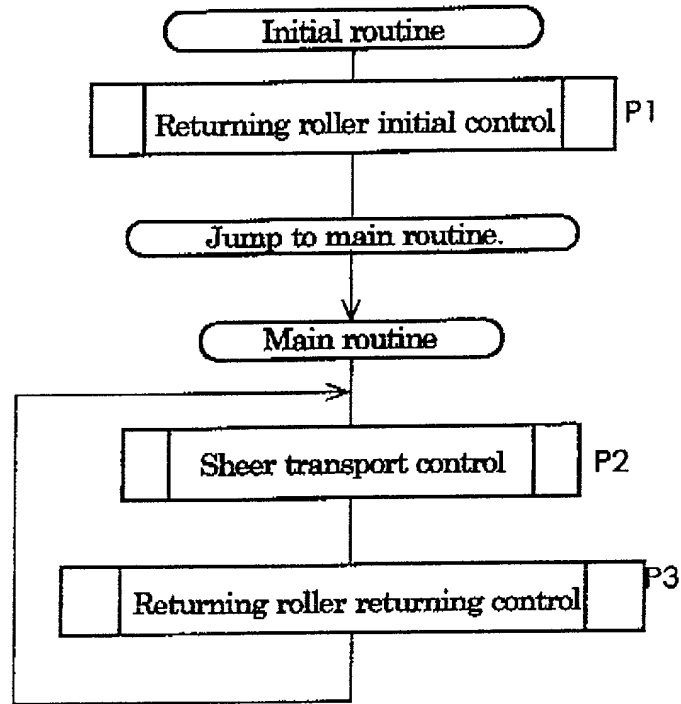 Initial routine
Returning roller initial control
P1
Jump to main routine.
Main routine
Sheer transport control
P2
Returning roller returning control
P3